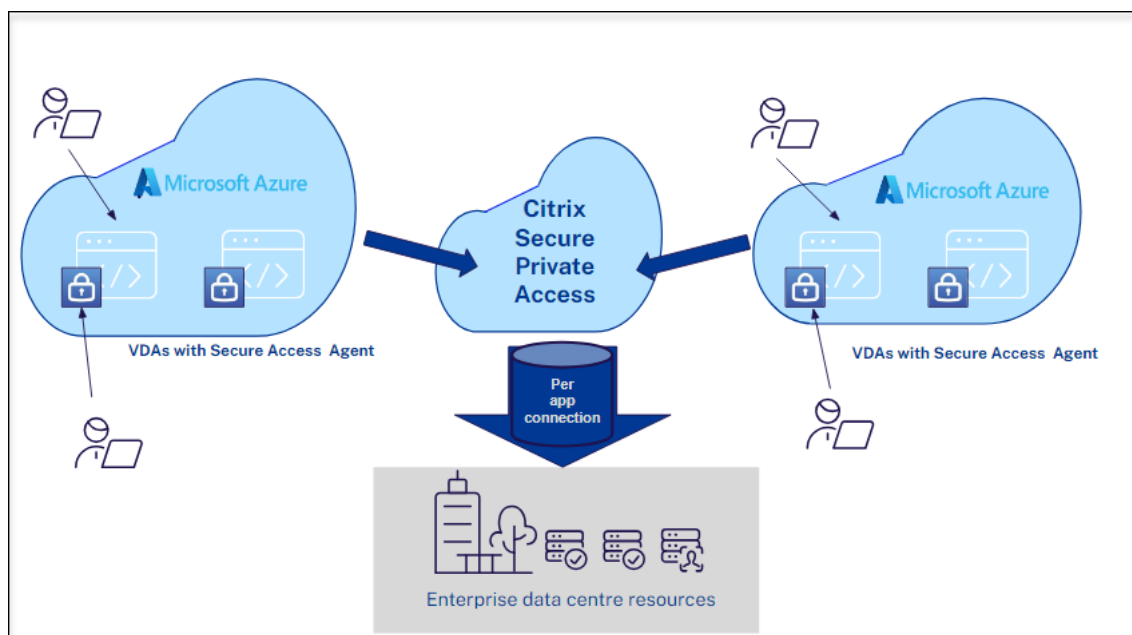 Microsoft Azure
VDAs with Secure Access Agent
Citrix
Secure
Private
Access
Microsoft Azure
VDAs with Secure Access Agent
Per
app
connection
Enterprise data centre resources